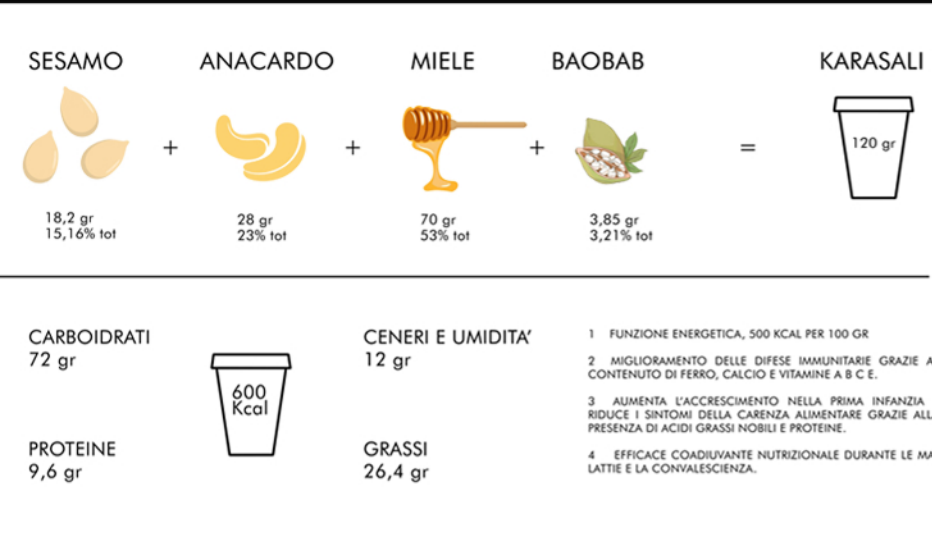 SESAMO
ANACARDO
MIELE
BAOBAB
KARASALI
+
+
+
=
120 gr
18,2 gr
15,16% tot
28 gr
23% tot
70 gr
53% tot
3,85 gr
3,21% tot
CARBOIDRATI
72 gr
600
Kcal
CENERI E UMIDITA’
12 gr
PROTEINE
9,6 gr
GRASSI
26,4 gr
1 FUNZIONE ENERGETICA, 500 KCAL PER 100 GR
2 MIGLIORAMENTO DELLE DIFESE IMMUNITARIE GRAZIE A
CONTENUTO DI FERRO, CALCIO E VITAMINE A B C E.
3 AUMENTA L’ACCRESCIMENTO NELLA PRIMA INFANZIA
RIDUCE I SINTOMI DELLA CARENZA ALIMENTARE GRAZIE ALL
PRESENZA DI ACIDI GRASSI NOBILI E PROTEINE.
4 EFFICACE COADIUVANTE NUTRIZIONALE DURANTE LE MA
LATTIE E LA CONVALESCIENZA.